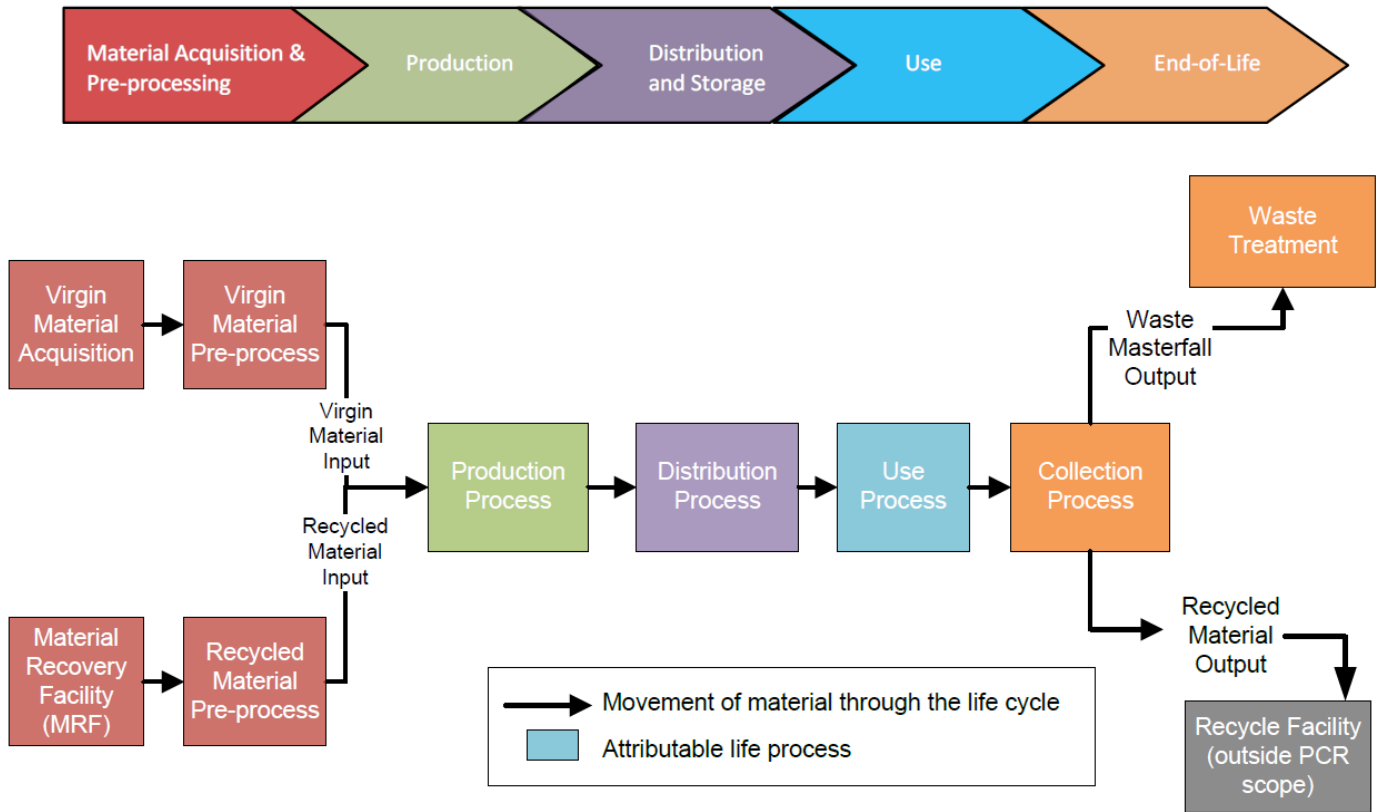 Material Acquisition &
Pre-processing
Production
Distribution
and Storage
Use
End-of-Life
Waste
Treatment
Virgin
Material
Acquisition
Virgin
Material
Pre-process
Waste
Masterfall
Output
Virgin
Material
Input
Production
Process
Distribution
Process
Use
Process
Collection
Process
Recycled
Material
Input
Material
Recovery
Facility
(MRF)
Recycled
Material
Pre-process
Recycled
Material
Output
Movement of material through the life cycle
Attributable life process
Recycle Facility
(outside PCR
scope)